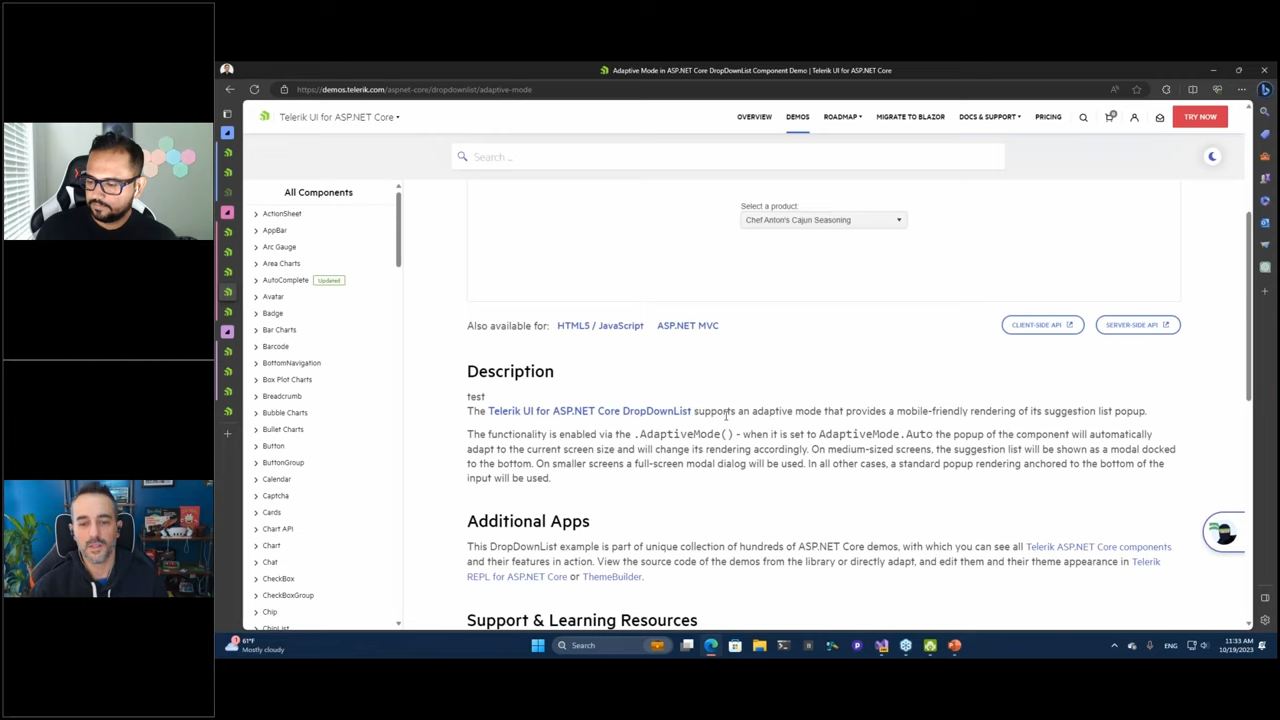 Adaptive Mode in ASP.NET Core DropDownList Component Demo | Telerik UI for ASP.NET Core
https://demos.telerik.com/aspnet-core/dropdownlist/adaptive-mode
Telerik UI for ASP.NET Core
OVERVIEW DEMOS ROADMAP MIGRATE TO BLAZOR DOCS & SUPPORT PRICING TRY NOW
Search ...
All Components
ActionSheet
AppBar
Arc Gauge
Area Charts
AutoComplete Updated
Avatar
Badge
Bar Charts
Barcode
BottomNavigation
Box Plot Charts
Breadcrumb
Bubble Charts
Bullet Charts
Button
ButtonGroup
Calendar
Captcha
Cards
Chart API
Chart
Chat
CheckBox
CheckBoxGroup
Chip
ChipList
Select a product:
Chef Anton's Cajun Seasoning
Also available for: HTML5 / JavaScript ASP.NET MVC
CLIENT-SIDE API SERVER-SIDE API
Description
test
The Telerik UI for ASP.NET Core DropDownList supports an adaptive mode that provides a mobile-friendly rendering of its suggestion list popup.
The functionality is enabled via the .AdaptiveMode() - when it is set to AdaptiveMode.Auto the popup of the component will automatically
adapt to the current screen size and will change its rendering accordingly. On medium-sized screens, the suggestion list will be shown as a modal docked
to the bottom. On smaller screens a full-screen modal dialog will be used. In all other cases, a standard popup rendering anchored to the bottom of the
input will be used.
Additional Apps
This DropDownList example is part of unique collection of hundreds of ASP.NET Core demos, with which you can see all Telerik ASP.NET Core components
and their features in action. View the source code of the demos from the library or directly adapt, and edit them and their theme appearance in Telerik
REPL for ASP.NET Core or ThemeBuilder.
Support & Learning Resources
61°F
Mostly cloudy
Search
ENG
11:33 AM
10/19/2023